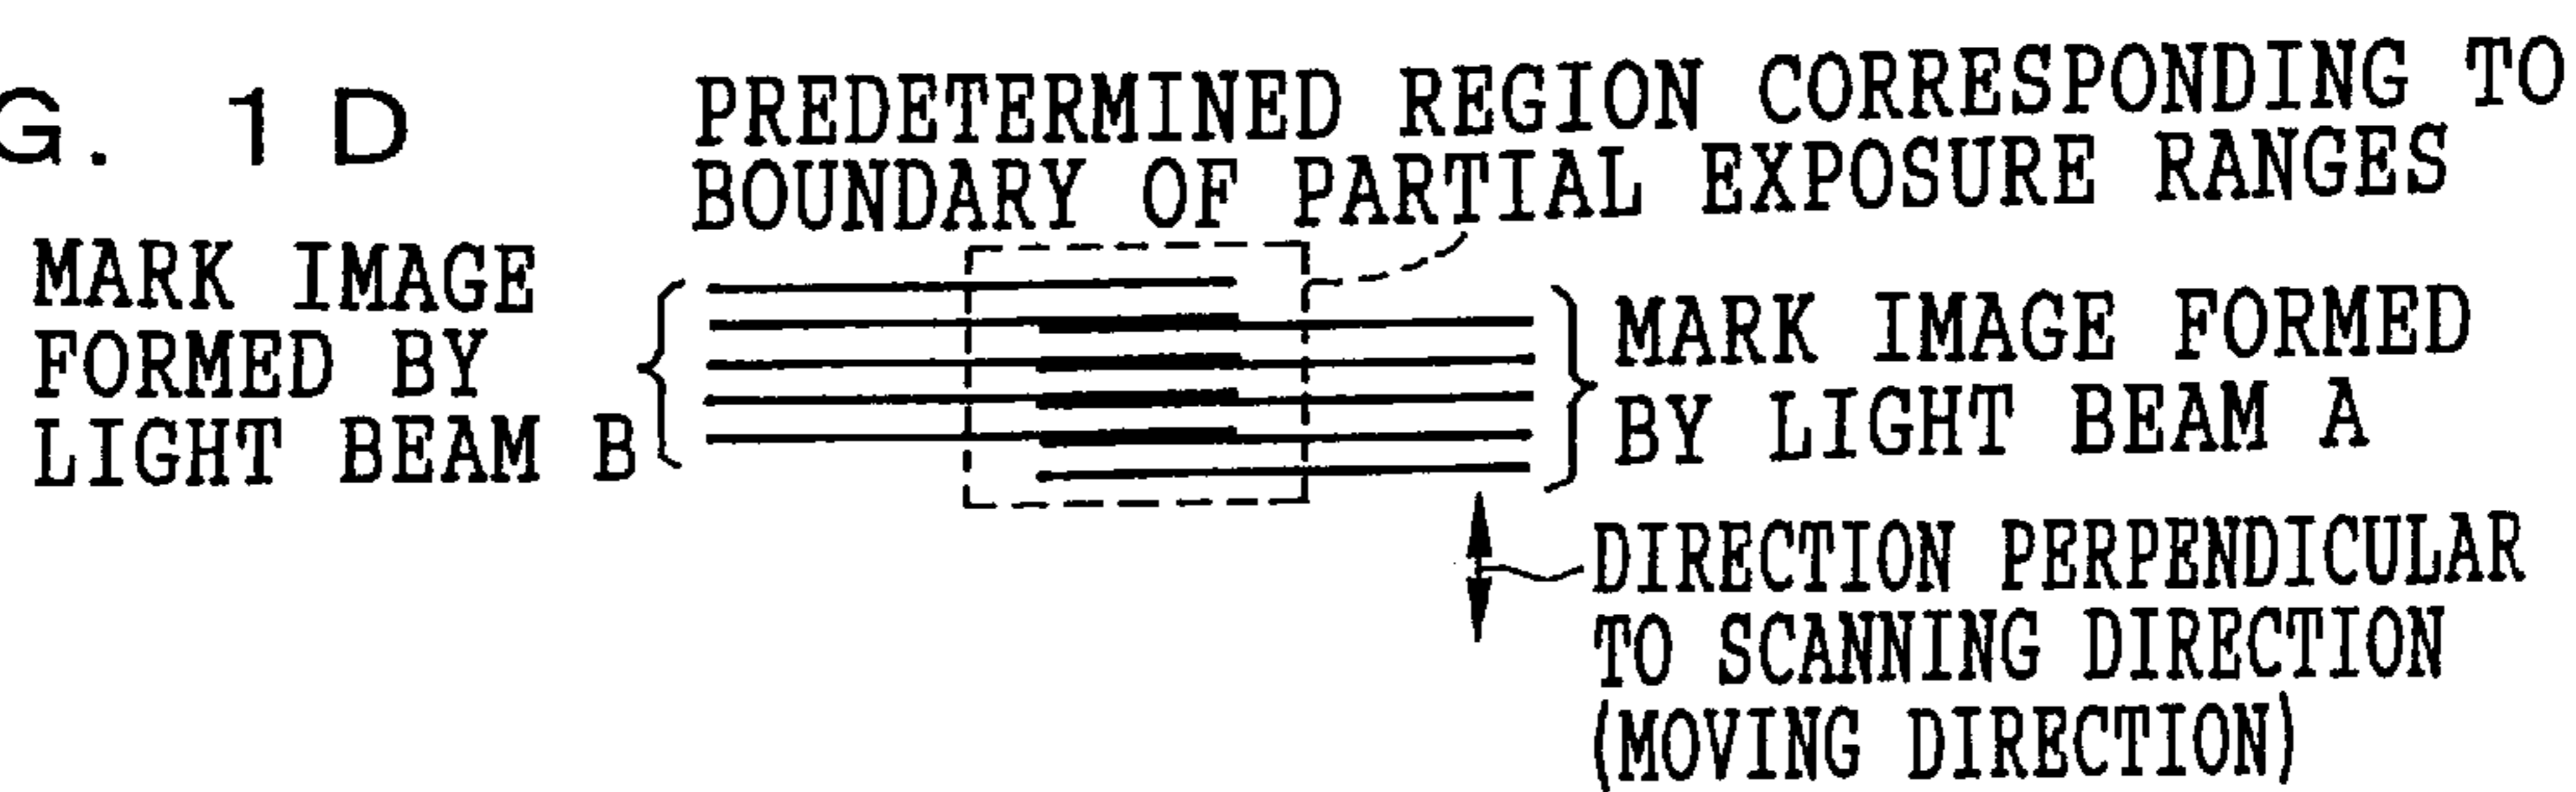 G. 1D
PREDETERMINED REGION CORRESPONDING TO
BOUNDARY OF PARTIAL EXPOSURE RANGES
MARK IMAGE
FORMED BY
LIGHT BEAM B
MARK IMAGE FORMED
BY LIGHT BEAM A
DIRECTION PERPENDICULAR
TO SCANNING DIRECTION
(MOVING DIRECTION)